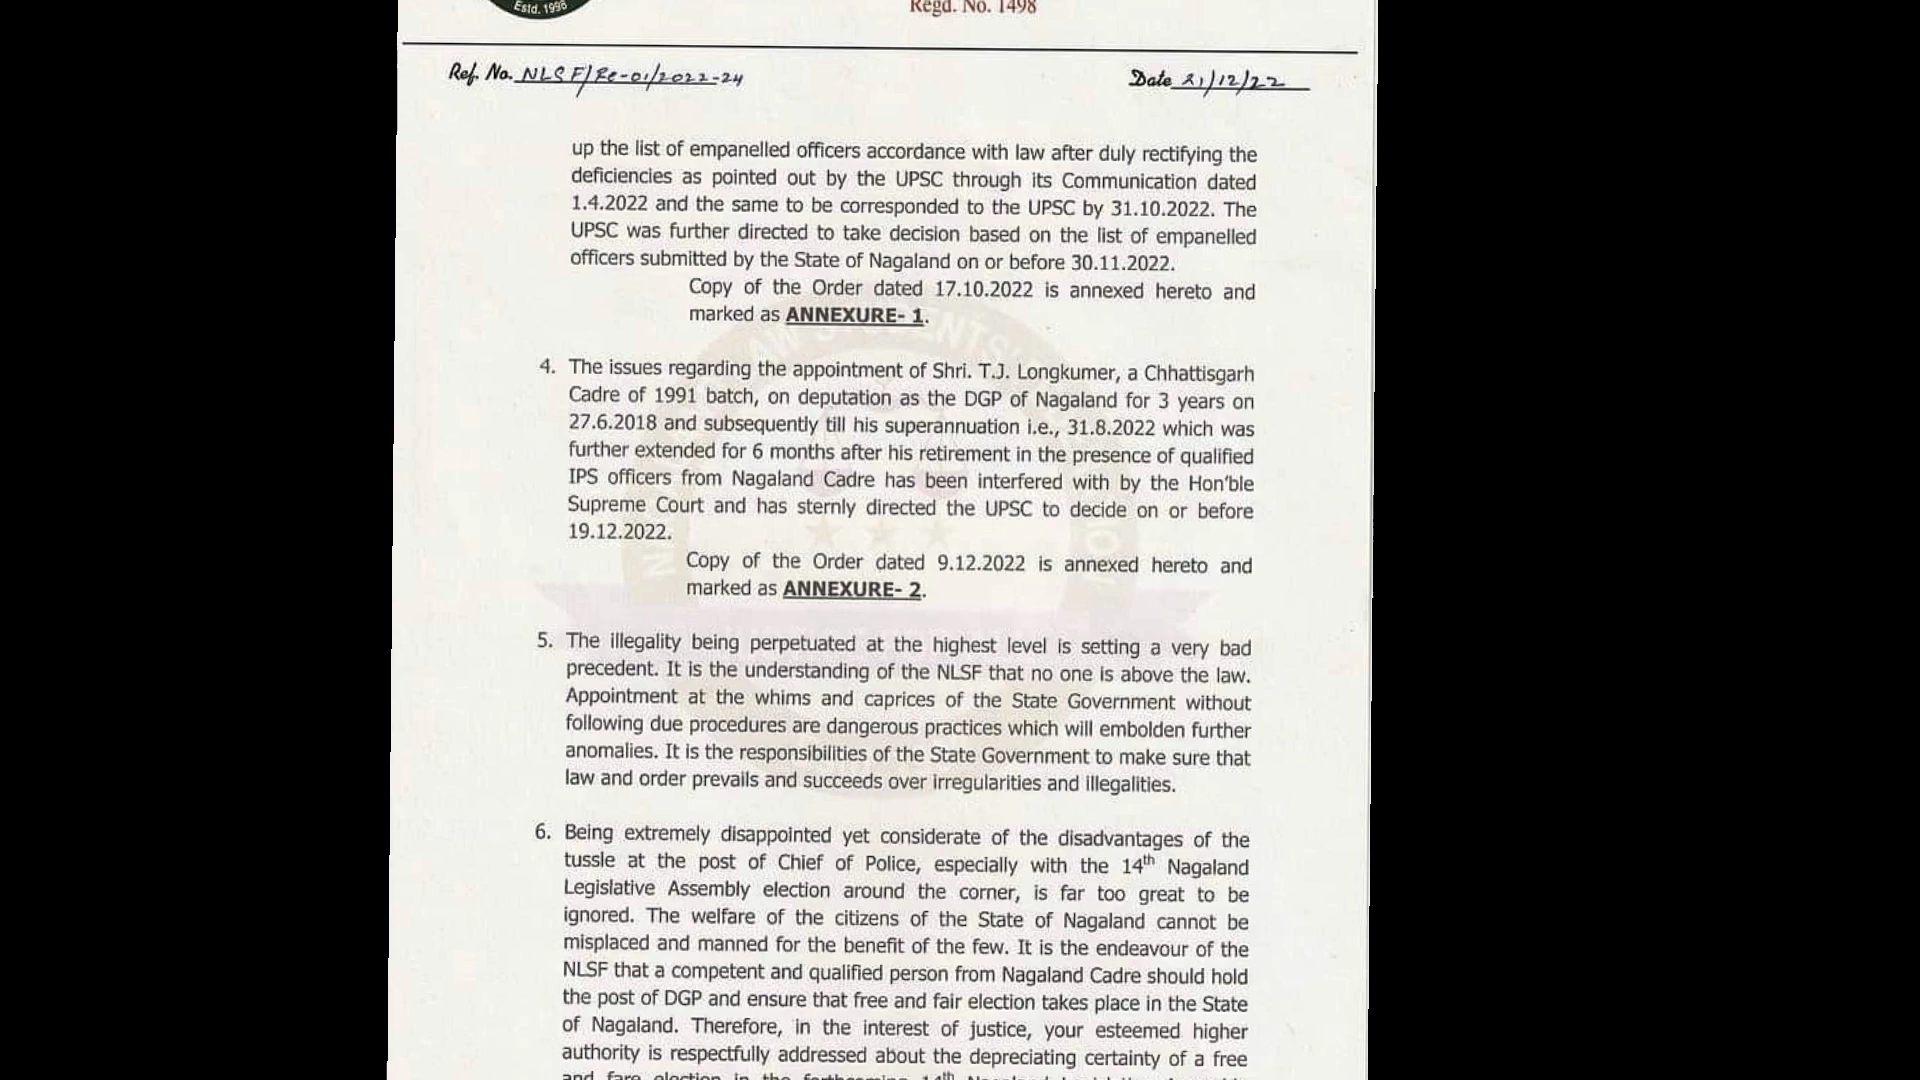 Estd. 1998
Regd. No. 1498
Ref. No. NLSF/Re-01/2022-24
Date 21/12/22
up the list of empanelled officers accordance with law after duly rectifying the
deficiencies as pointed out by the UPSC through its Communication dated
1.4.2022 and the same to be corresponded to the UPSC by 31.10.2022. The
UPSC was further directed to take decision based on the list of empanelled
officers submitted by the State of Nagaland on or before 30.11.2022.
Copy of the Order dated 17.10.2022 is annexed hereto and
marked as ANNEXURE- 1.
4. The issues regarding the appointment of Shri. T.J. Longkumer, a Chhattisgarh
Cadre of 1991 batch, on deputation as the DGP of Nagaland for 3 years on
27.6.2018 and subsequently till his superannuation i.e., 31.8.2022 which was
further extended for 6 months after his retirement in the presence of qualified
IPS officers from Nagaland Cadre has been interfered with by the Hon'ble
Supreme Court and has sternly directed the UPSC to decide on or before
19.12.2022.
Copy of the Order dated 9.12.2022 is annexed hereto and
marked as ANNEXURE- 2.
5. The illegality being perpetuated at the highest level is setting a very bad
precedent. It is the understanding of the NLSF that no one is above the law.
Appointment at the whims and caprices of the State Government without
following due procedures are dangerous practices which will embolden further
anomalies. It is the responsibilities of the State Government to make sure that
law and order prevails and succeeds over irregularities and illegalities.
6. Being extremely disappointed yet considerate of the disadvantages of the
tussle at the post of Chief of Police, especially with the 14th Nagaland
Legislative Assembly election around the corner, is far too great to be
ignored. The welfare of the citizens of the State of Nagaland cannot be
misplaced and manned for the benefit of the few. It is the endeavour of the
NLSF that a competent and qualified person from Nagaland Cadre should hold
the post of DGP and ensure that free and fair election takes place in the State
of Nagaland. Therefore, in the interest of justice, your esteemed higher
authority is respectfully addressed about the depreciating certainty of a free
and fare election in the forthcoming 14th Nagaland Legislative Assembly